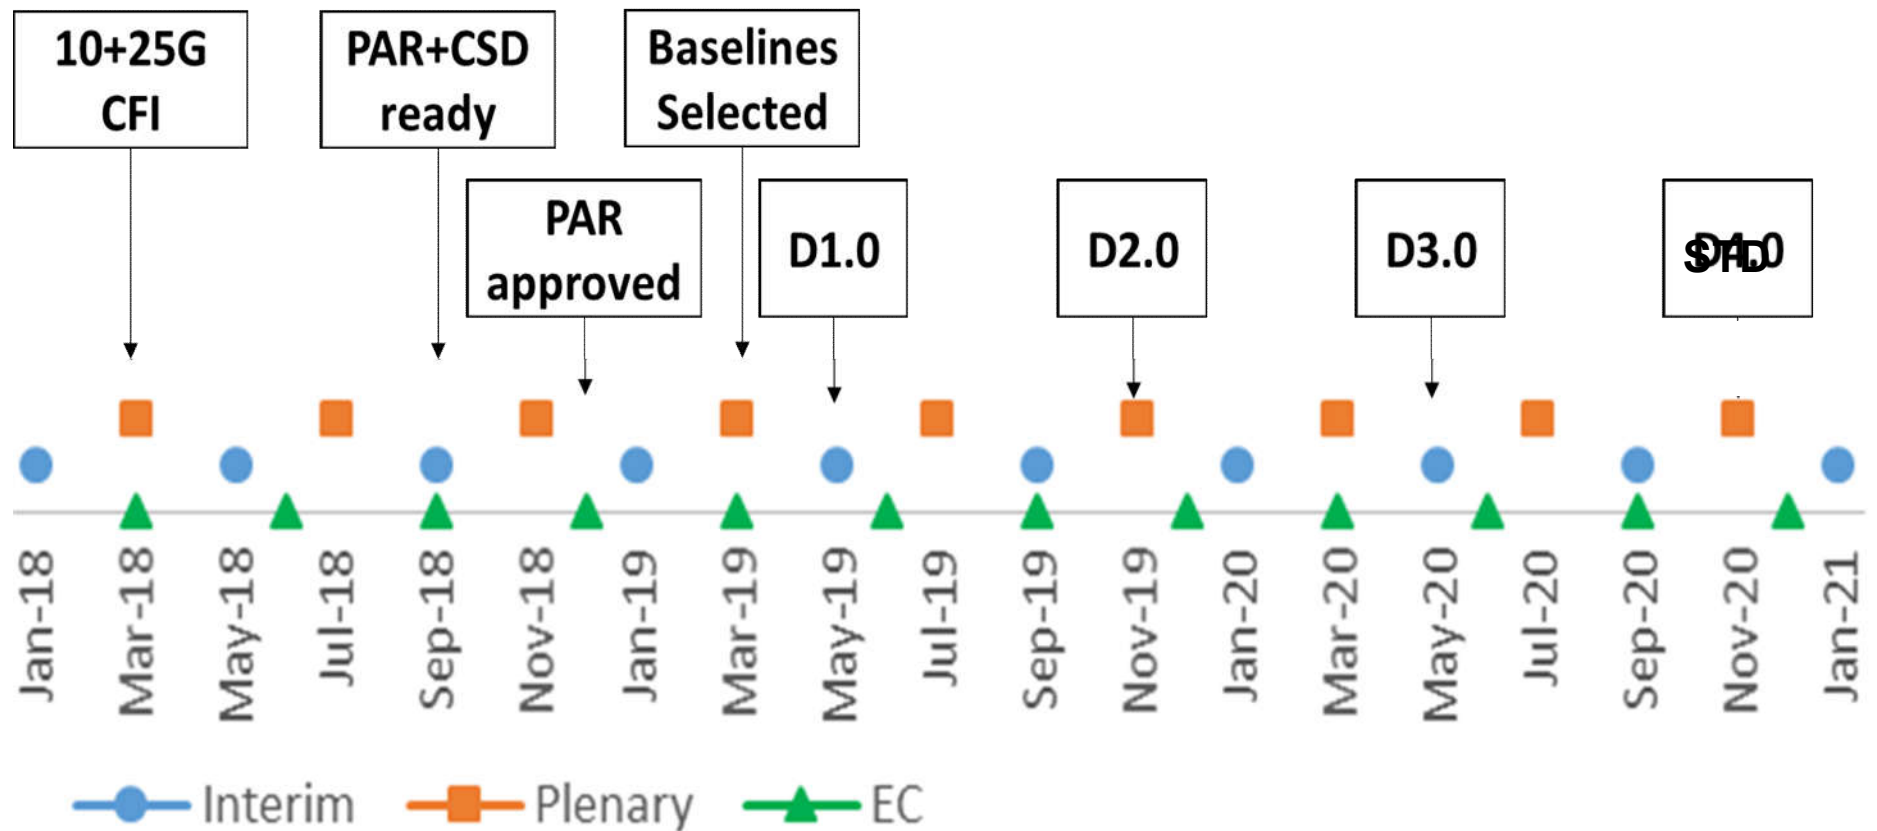 10+25G
CFI
PAR+CSD
ready
Baselines
Selected
PAR
approved
D1.0
D2.0
D3.0
D4.0
STD
Jan-18
Mar-18
May-18
Jul-18
Sep-18
Nov-18
Jan-19
Mar-19
May-19
Jul-19
Sep-19
Nov-19
Jan-20
Mar-20
May-20
Jul-20
Sep-20
Nov-20
Jan-21
Interim
Plenary
EC